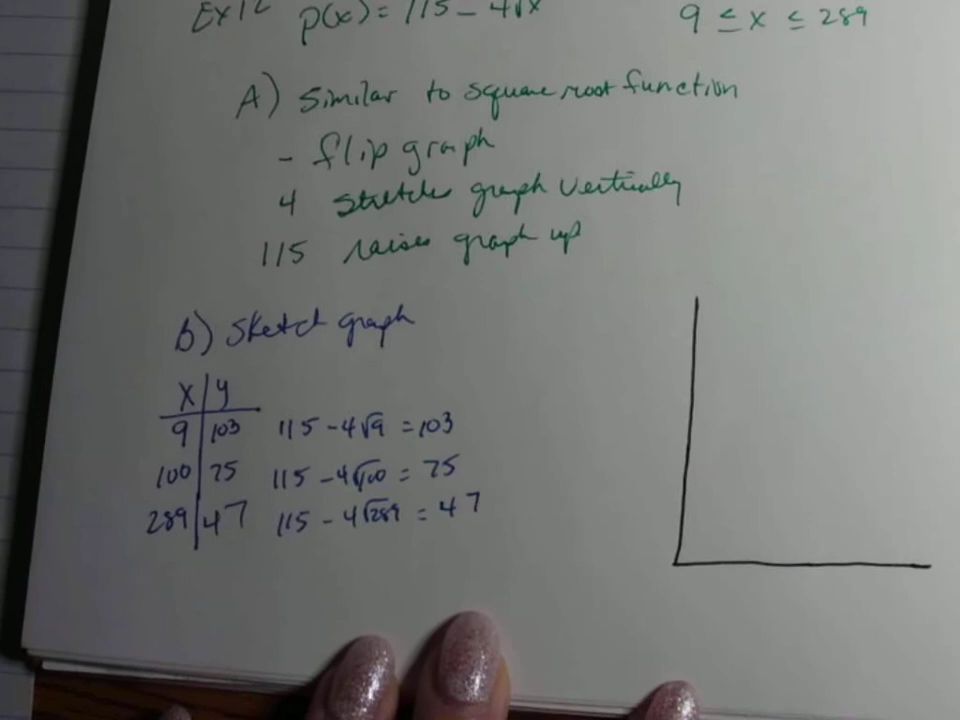 Ex 12 p(x) = 115 - 4√x 9 ≤ x ≤ 289
A) Similar to square root function
- flip graph
4 stretches graph vertically
115 raises graph up
B) Sketch graph
x | y
9 | 103 115 - 4√9 = 103
100 | 75 115 - 4√100 = 75
289 | 47 115 - 4√289 = 47